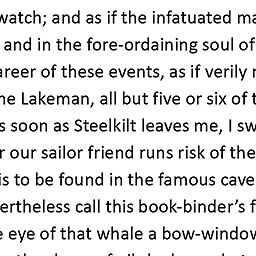 watch; and as if the infatuated ma
and in the fore-ordaining soul of
areer of these events, as if verily
he Lakeman, all but five or six of t
s soon as Steelkilt leaves me, I sw
r our sailor friend runs risk of the
is to be found in the famous cave
ertheless call this book-binder's f
e eye of that whale a bow-window